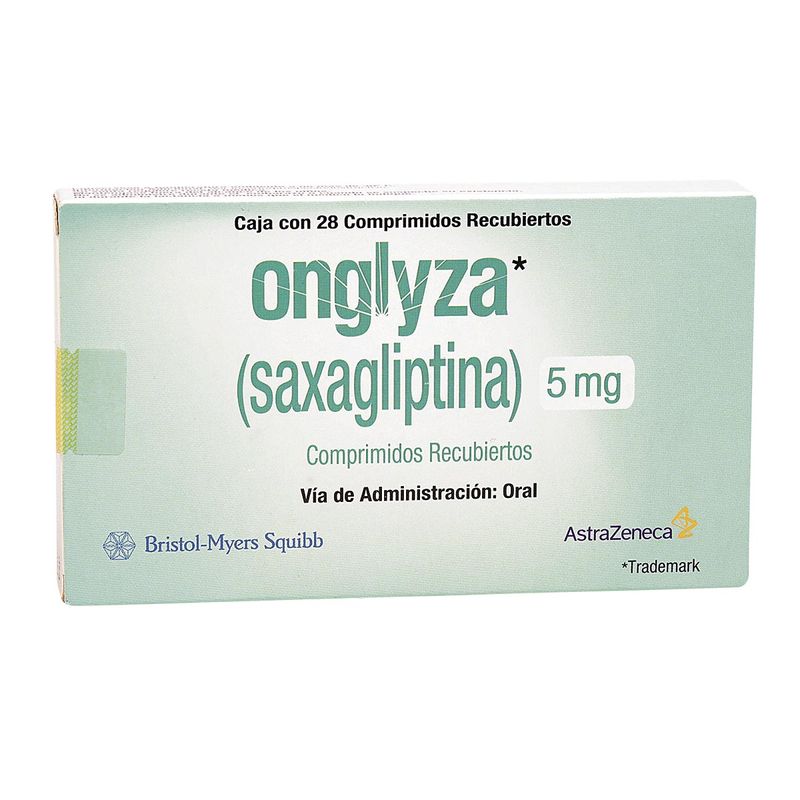 Caja con 28 Comprimidos Recubiertos
onglyza*
(saxagliptina) 5 mg
Comprimidos Recubiertos
Vía de Administración: Oral
Bristol-Myers Squibb
AstraZeneca
*Trademark